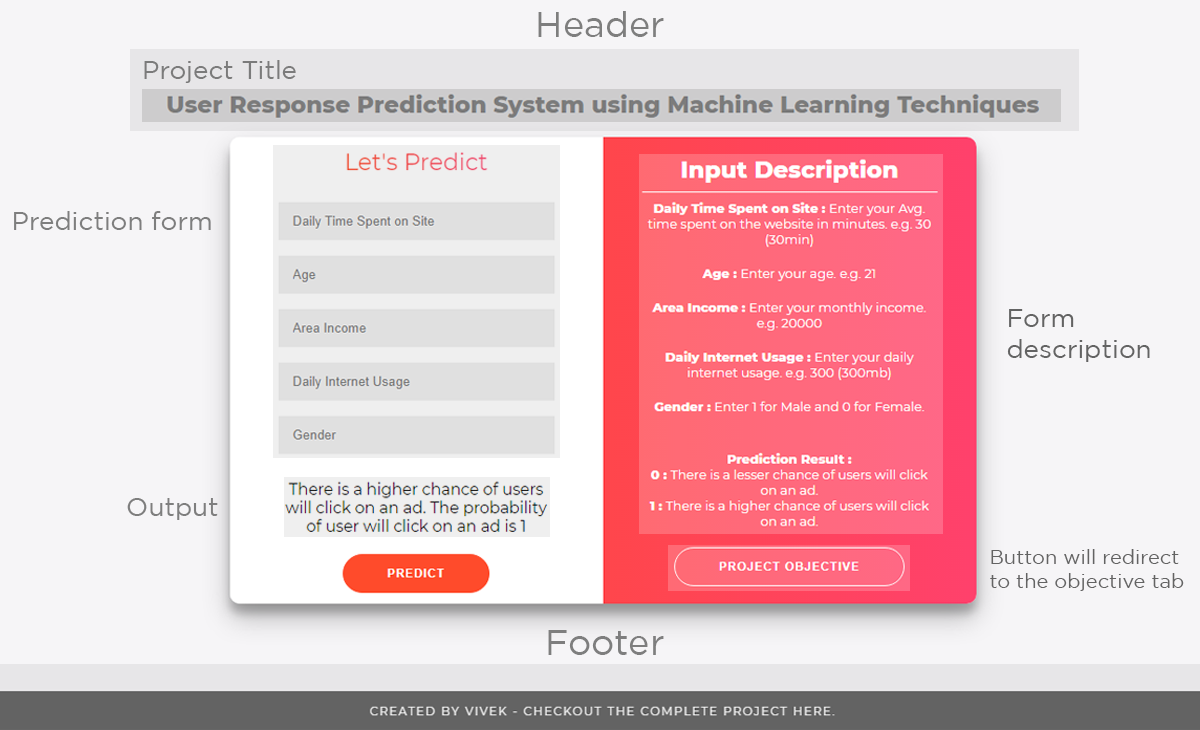 Header
Project Title
User Response Prediction System using Machine Learning Techniques
Prediction form
Let's Predict
Daily Time Spent on Site
Age
Area Income
Daily Internet Usage
Gender
Output
There is a higher chance of users
will click on an ad. The probability
of user will click on an ad is 1
PREDICT
Input Description
Daily Time Spent on Site : Enter your Avg.
time spent on the website in minutes. e.g. 30
(30min)
Age : Enter your age. e.g. 21
Area Income : Enter your monthly income.
e.g. 20000
Daily Internet Usage : Enter your daily
internet usage. e.g. 300 (300mb)
Gender : Enter 1 for Male and 0 for Female.
Prediction Result :
0 : There is a lesser chance of users will click
on an ad.
1 : There is a higher chance of users will click
on an ad.
PROJECT OBJECTIVE
Form
description
Button will redirect
to the objective tab
Footer
CREATED BY VIVEK - CHECKOUT THE COMPLETE PROJECT HERE.